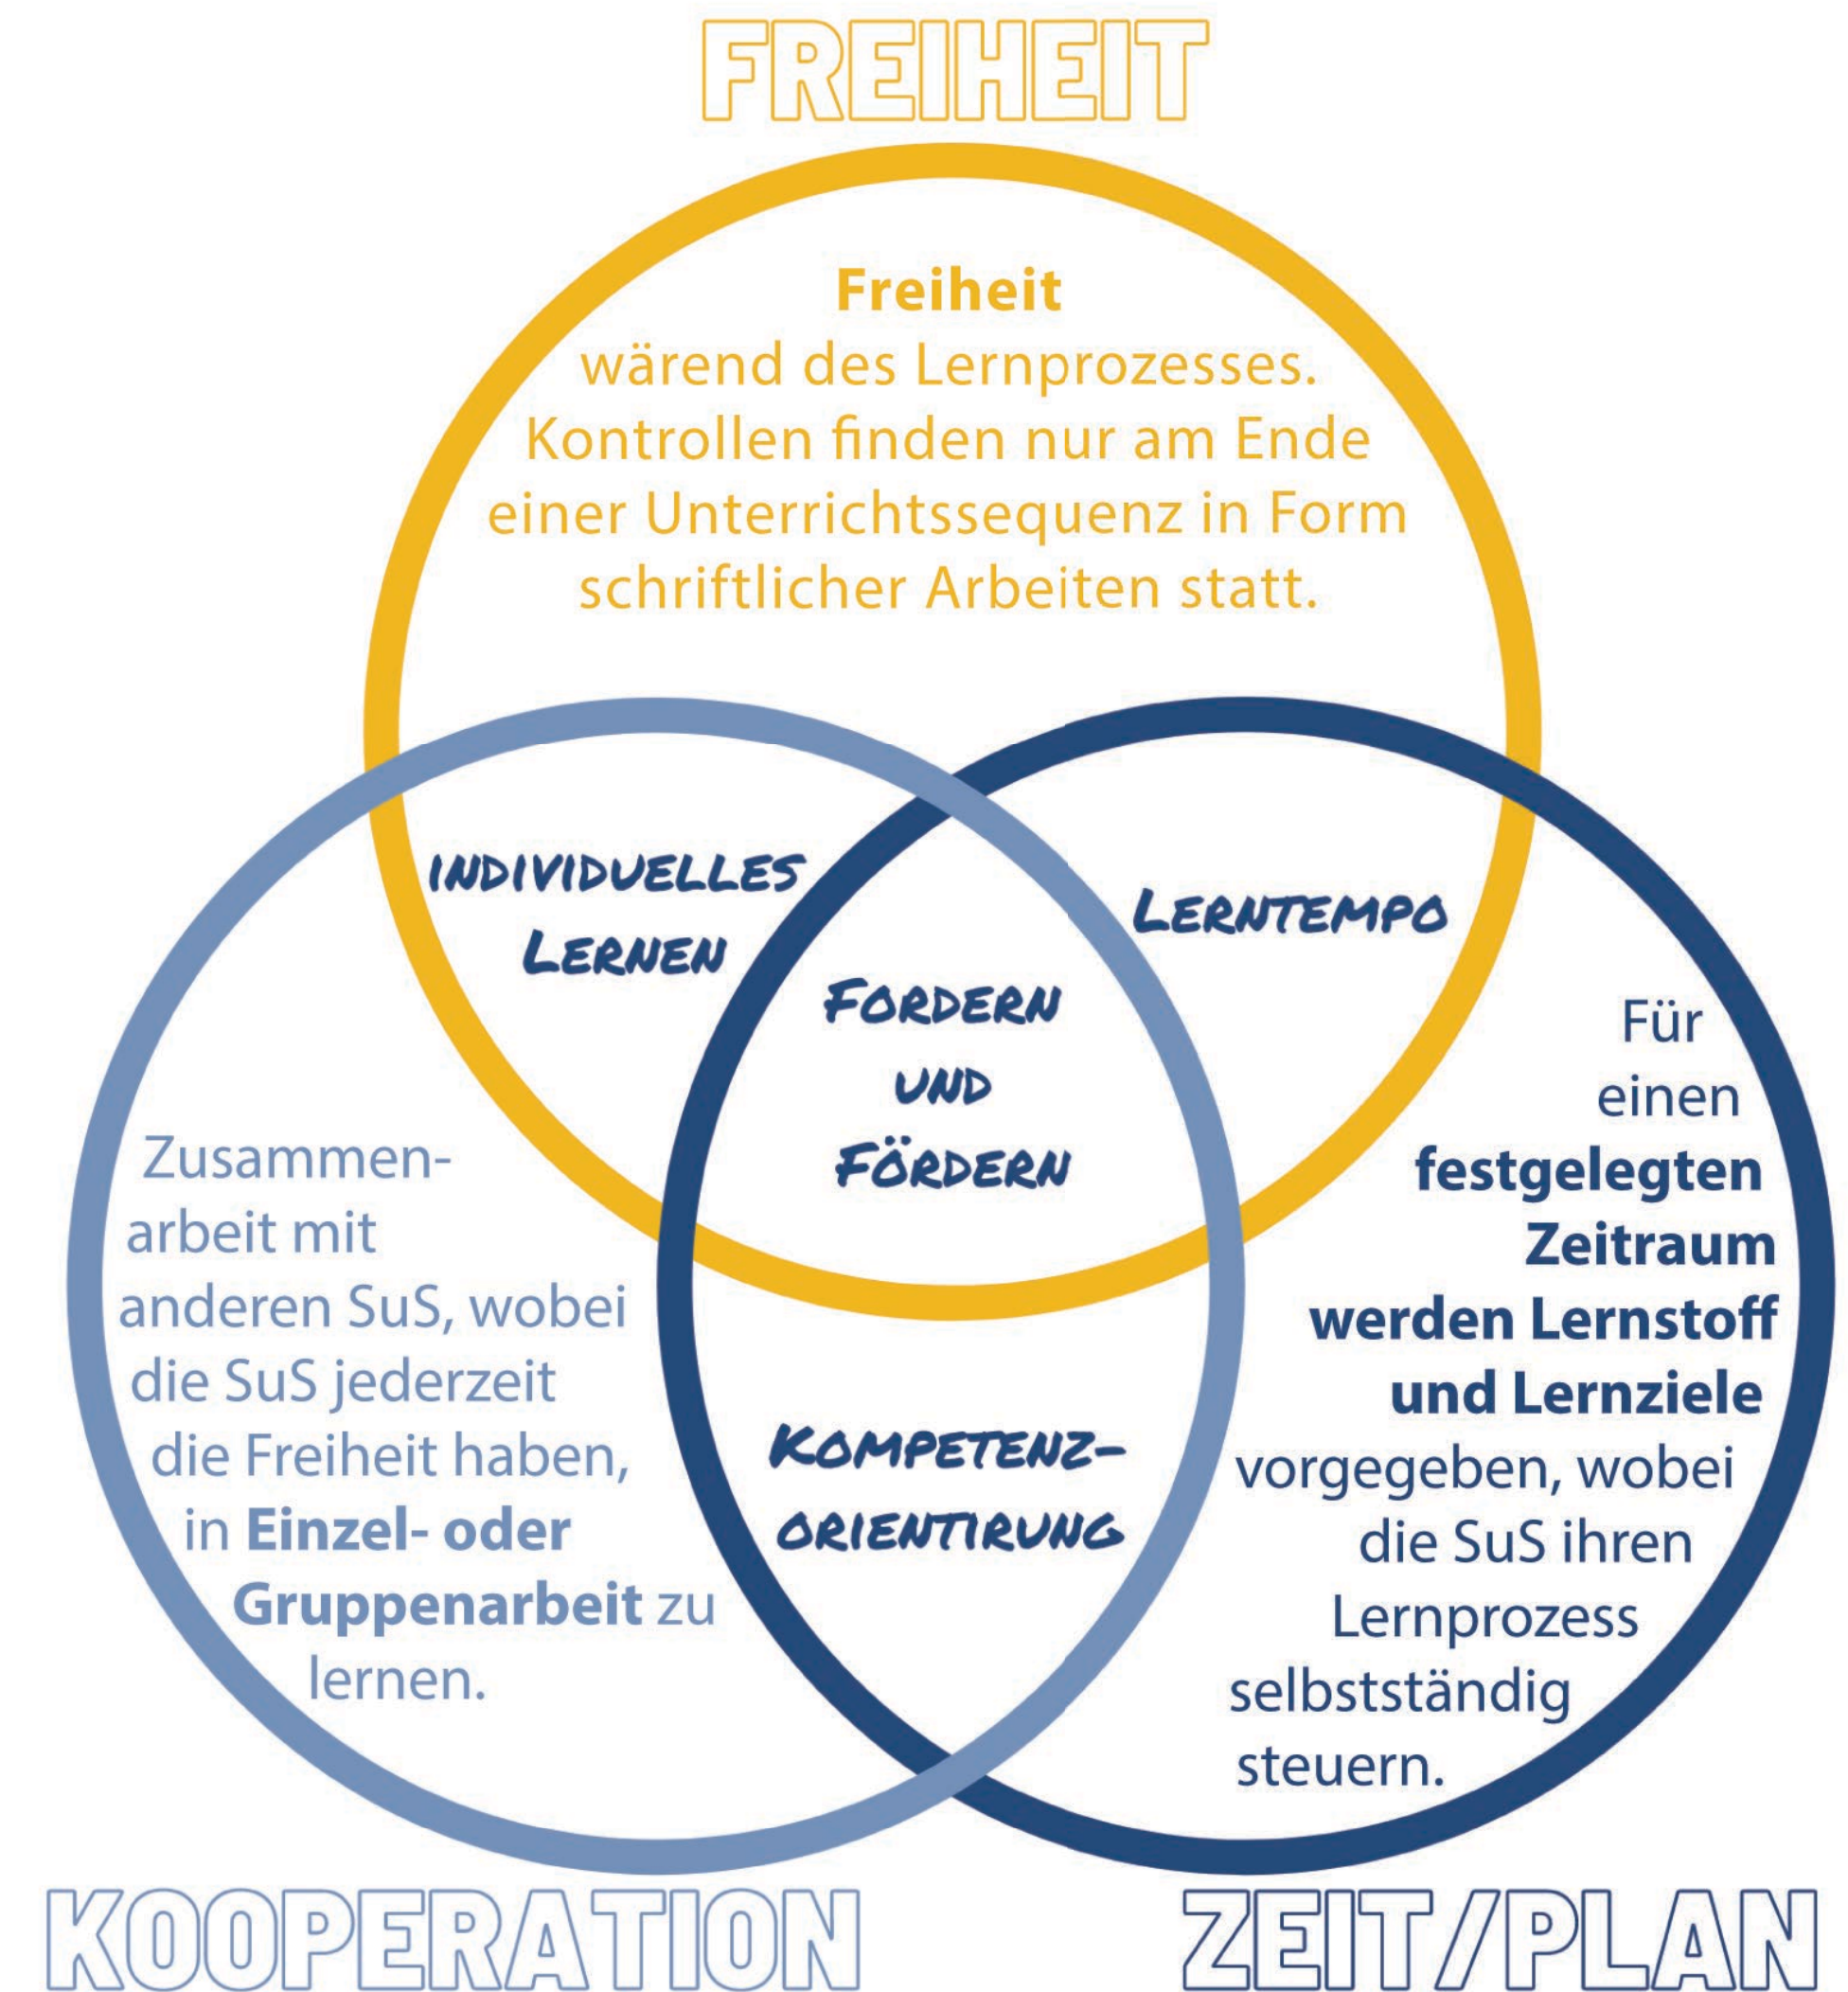 FREIHEIT
Freiheit
wärend des Lernprozesses.
Kontrollen finden nur am Ende
einer Unterrichtssequenz in Form
schriftlicher Arbeiten statt.
INDIVIDUELLES
LERNEN
LERNTEMPO
FORDERN
UND
FÖRDERN
Zusammen-
arbeit mit
anderen SuS, wobei
die SuS jederzeit
die Freiheit haben,
in Einzel- oder
Gruppenarbeit zu
lernen.
Für
einen
festgelegten
Zeitraum
werden Lernstoff
und Lernziele
vorgegeben, wobei
die SuS ihren
Lernprozess
selbstständig
steuern.
KOMPETENZ-
ORIENTIRUNG
KOOPERATION
ZEIT/PLAN